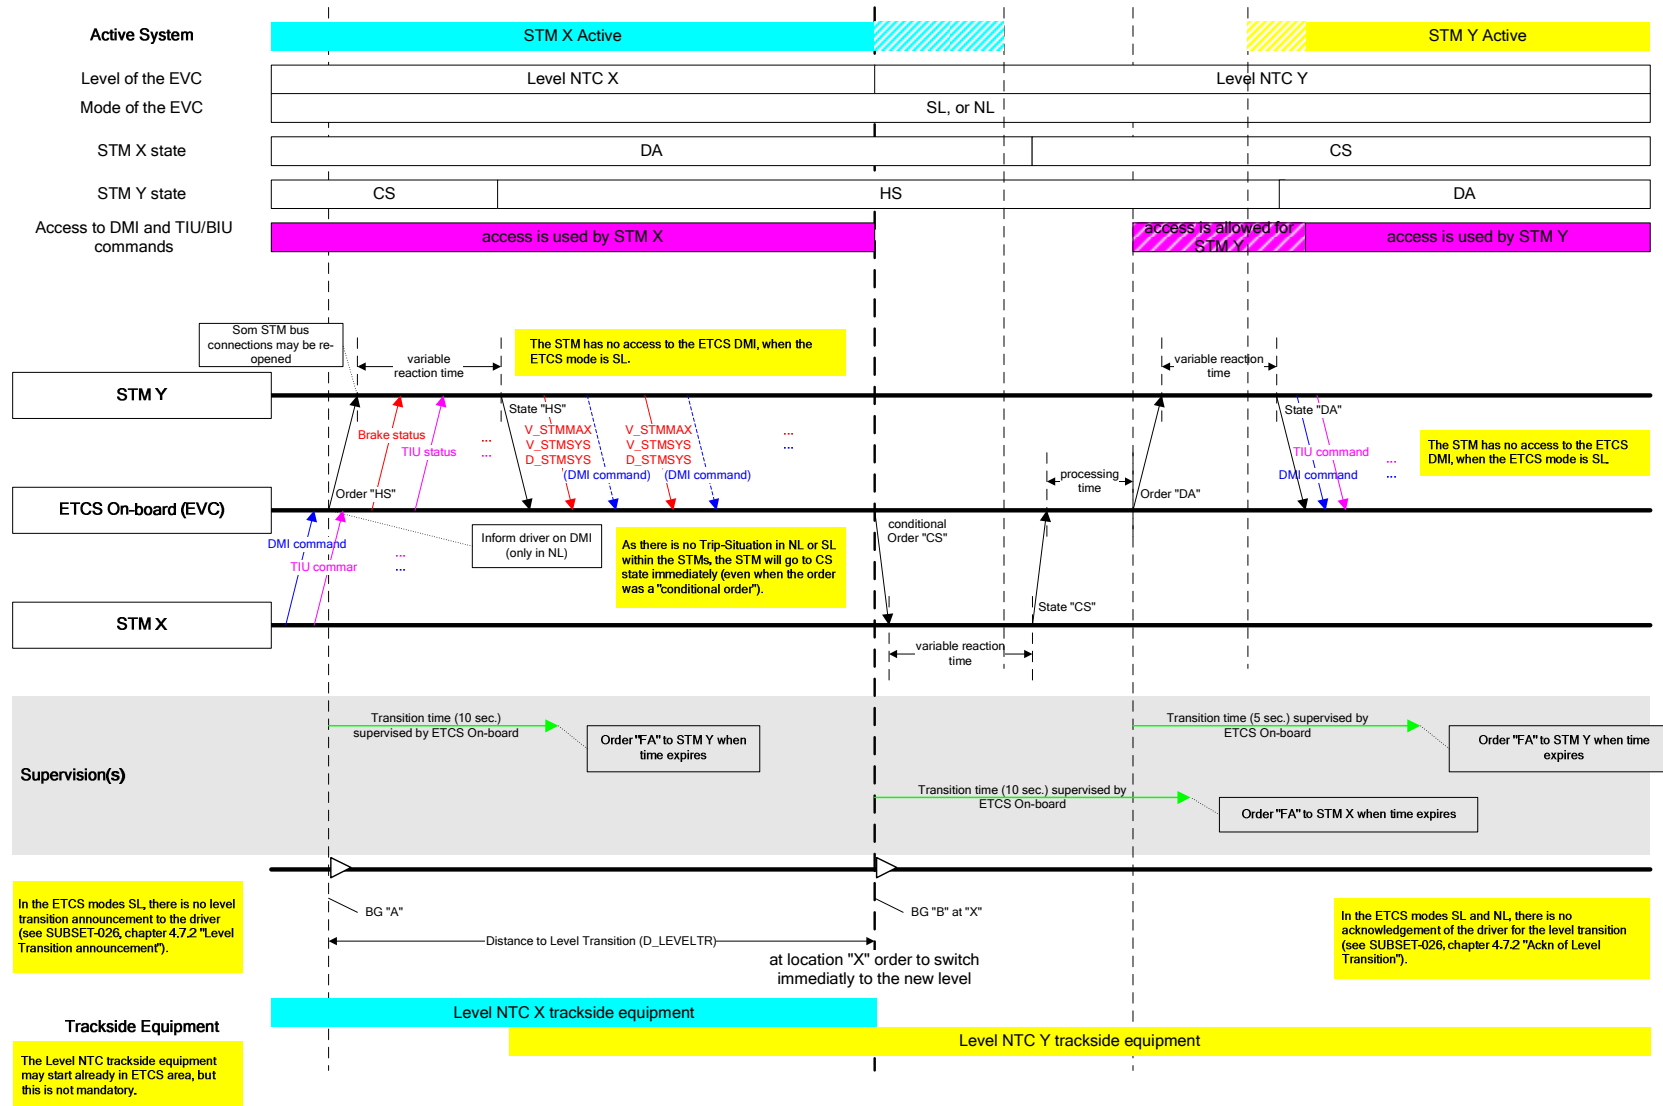 Active System
STM X Active
STM Y Active
Level of the EVC
Level NTC X
Level NTC Y
Mode of the EVC
SL, or NL
STM X state
DA
CS
STM Y state
CS
HS
DA
Access to DMI and TIU/BIU
commands
access is used by STM X
access is allowed for
STM Y
access is used by STM Y
Som STM bus
connections may be re-
opened
variable
reaction time
The STM has no access to the ETCS DMI, when the
ETCS mode is SL.
variable reaction
time
STM Y
State "HS"
State "DA"
Brake status
TIU status
...
...
V_STMMAX
V_STMSYS
D_STMSYS
(DMI command)
V_STMMAX
V_STMSYS
D_STMSYS
(DMI command)
...
...
TIU command
DMI command
...
...
The STM has no access to the ETCS
DMI, when the ETCS mode is SL.
processing
time
Order "HS"
Order "DA"
ETCS On-board (EVC)
DMI command
TIU commar
...
...
Inform driver on DMI
(only in NL)
As there is no Trip-Situation in NL or SL
within the STMs, the STM will go to CS
state immediately (even when the order
was a "conditional order").
conditional
Order "CS"
State "CS"
STM X
variable reaction
time
Transition time (10 sec.)
supervised by ETCS On-board
Order "FA" to STM Y when
time expires
Transition time (5 sec.) supervised by
ETCS On-board
Order "FA" to STM Y when time
expires
Supervision(s)
Transition time (10 sec.) supervised by
ETCS On-board
Order "FA" to STM X when time expires
In the ETCS modes SL, there is no level
transition announcement to the driver
(see SUBSET-026, chapter 4.7.2 "Level
Transition announcement").
BG "A"
BG "B" at "X"
In the ETCS modes SL and NL, there is no
acknowledgement of the driver for the level transition
(see SUBSET-026, chapter 4.7.2 "Ackn of Level
Transition").
Distance to Level Transition (D_LEVELTR)
at location "X" order to switch
immediatly to the new level
Level NTC X trackside equipment
Trackside Equipment
Level NTC Y trackside equipment
The Level NTC trackside equipment
may start already in ETCS area, but
this is not mandatory.